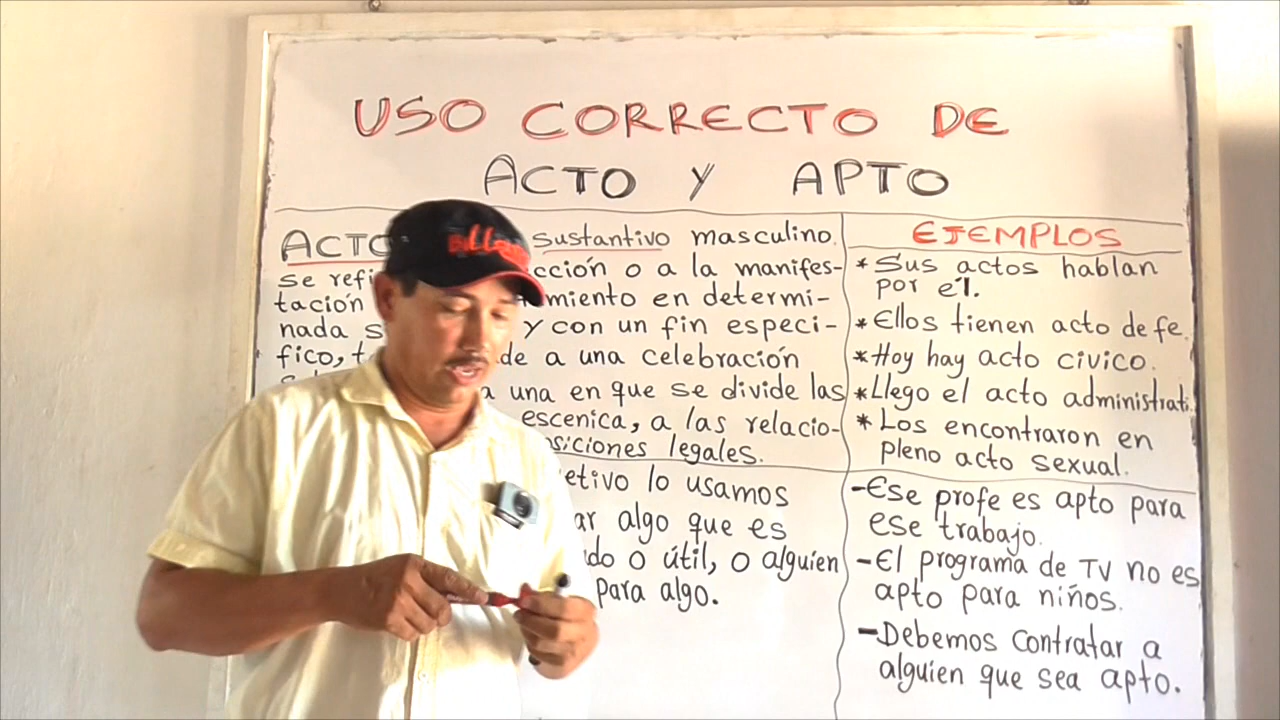 USO CORRECTO DE
ACTO Y APTO
ACTO
sustantivo masculino.
se refi cción o a la manifes-
tación miento en determi-
nada s y con un fin especi-
fico, t de a una celebración
a una en que se divide las
escenica, a las relacio-
siciones legales.
etivo lo usamos
ar algo que es
do o útil, o alguien
para algo.
EJEMPLOS
* Sus actos hablan
por él.
* Ellos tienen acto de fe.
* Hoy hay acto civico.
* Llego el acto administrati
* Los encontraron en
pleno acto sexual.
- Ese profe es apto para
ese trabajo.
- El programa de TV no es
apto para niños.
- Debemos contratar a
alguien que sea apto.